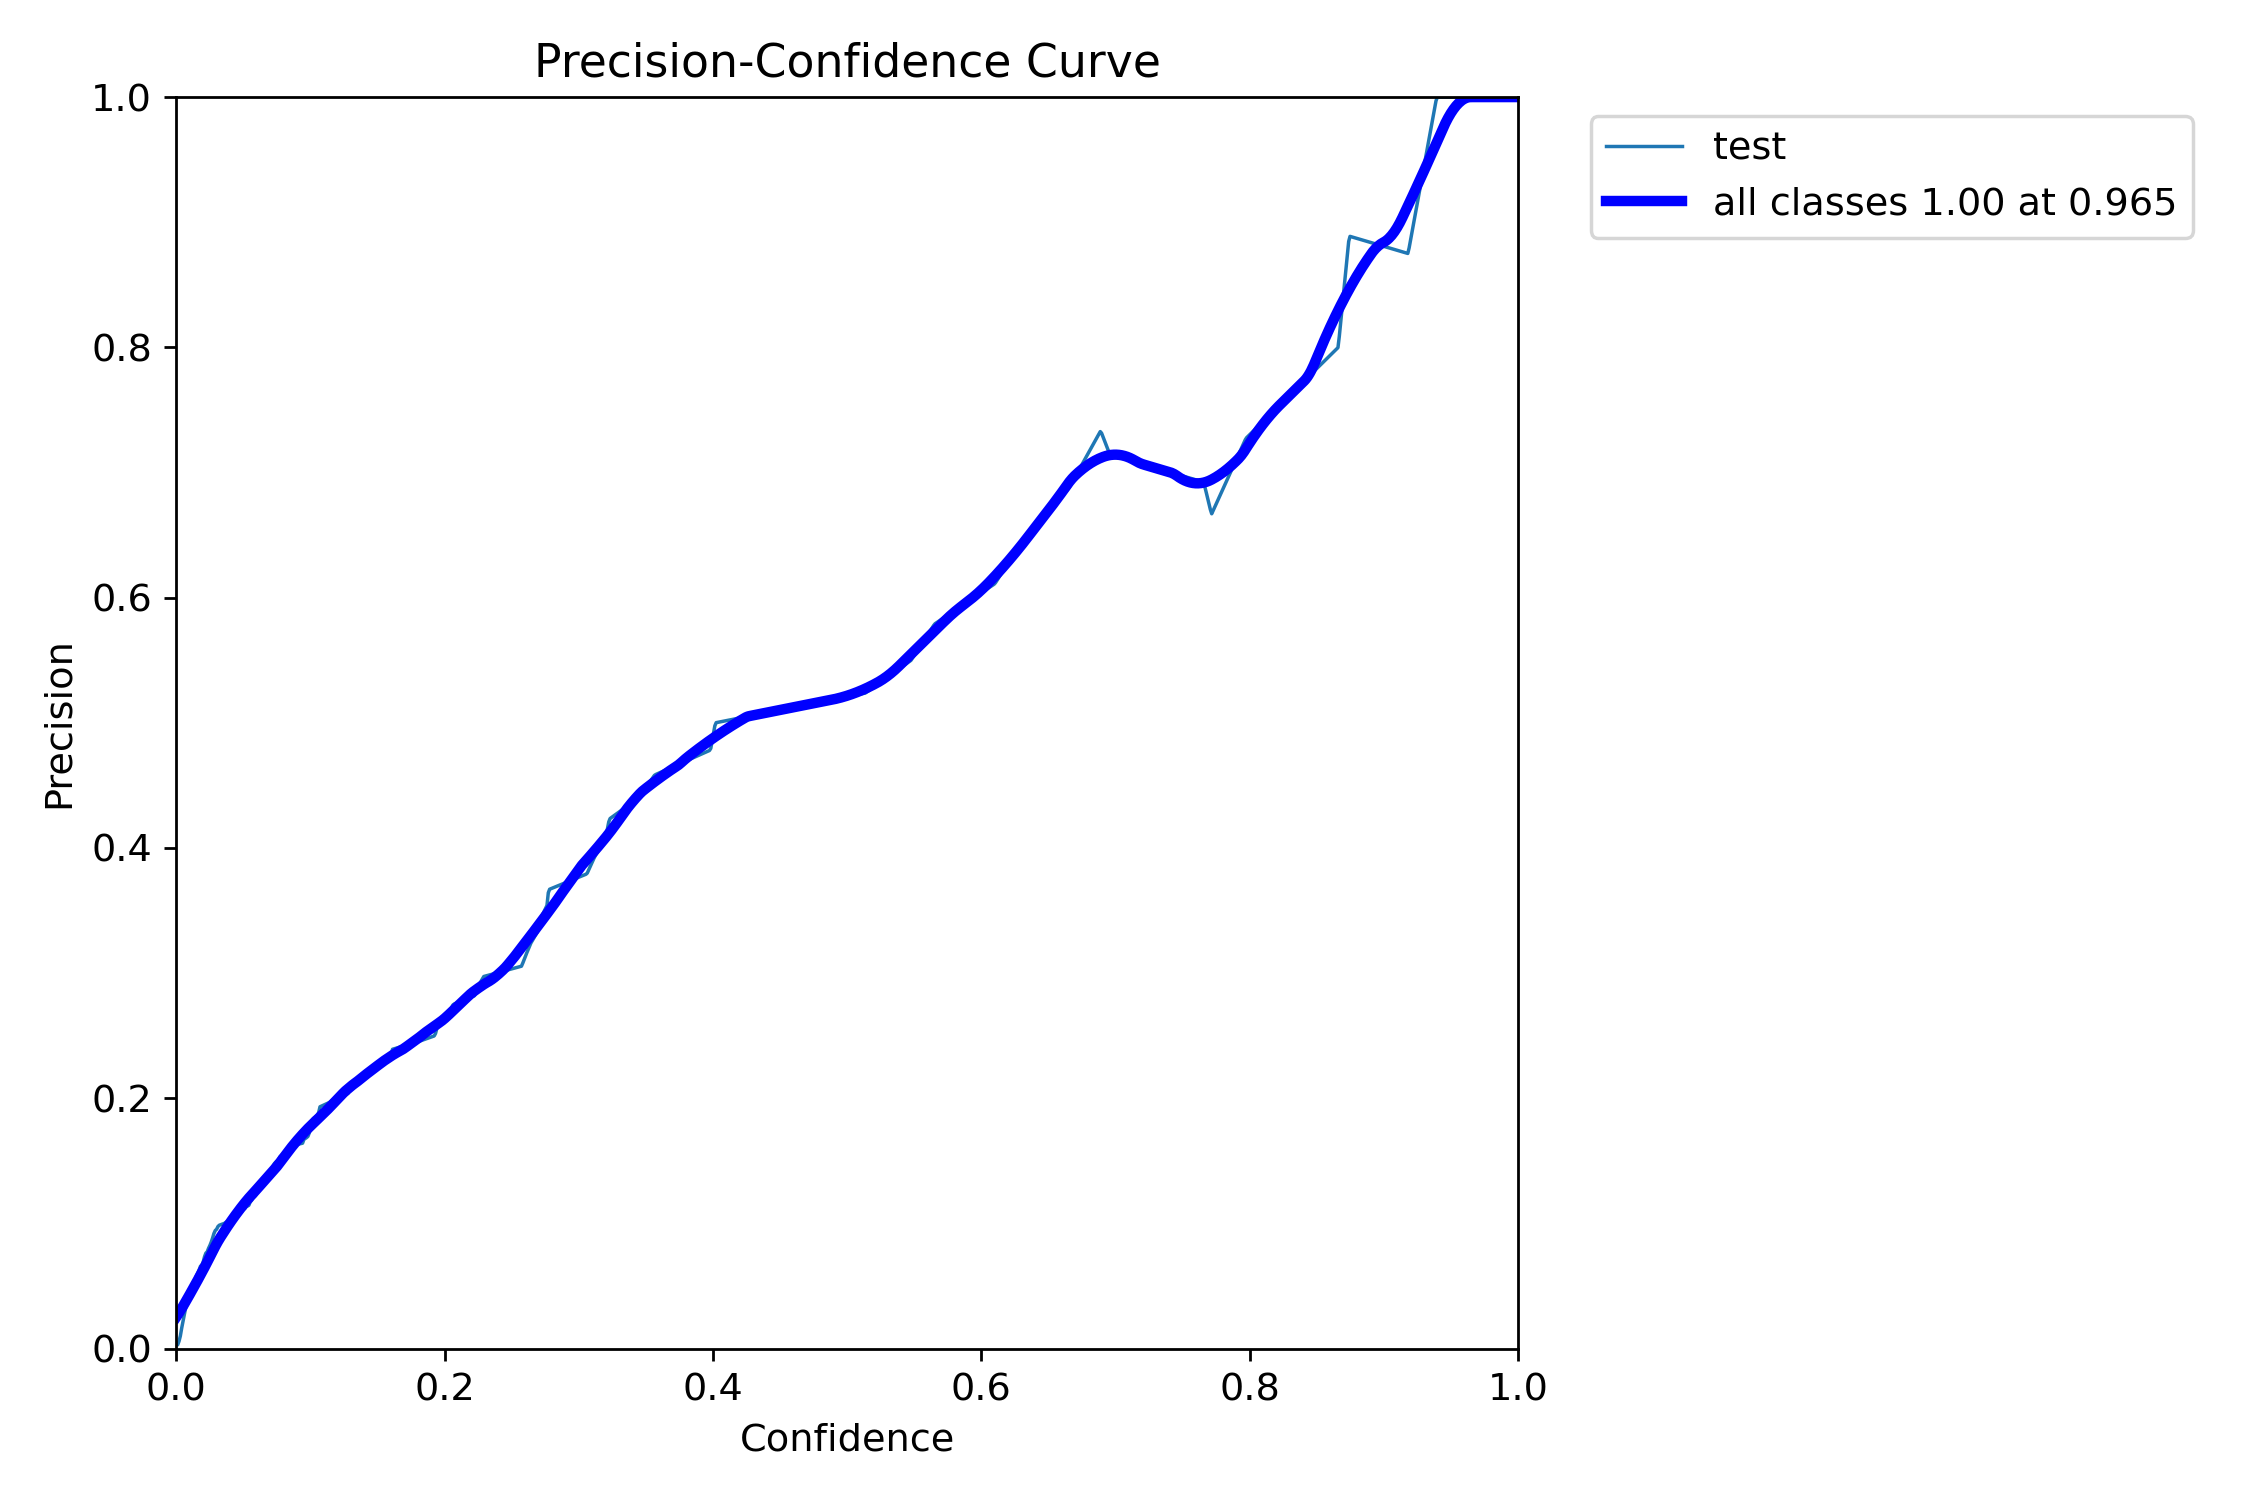 Precision-Confidence Curve
1.0
0.8
0.6
0.4
0.2
0.0
Precision
0.0 0.2 0.4 0.6 0.8 1.0
Confidence
test
all classes 1.00 at 0.965